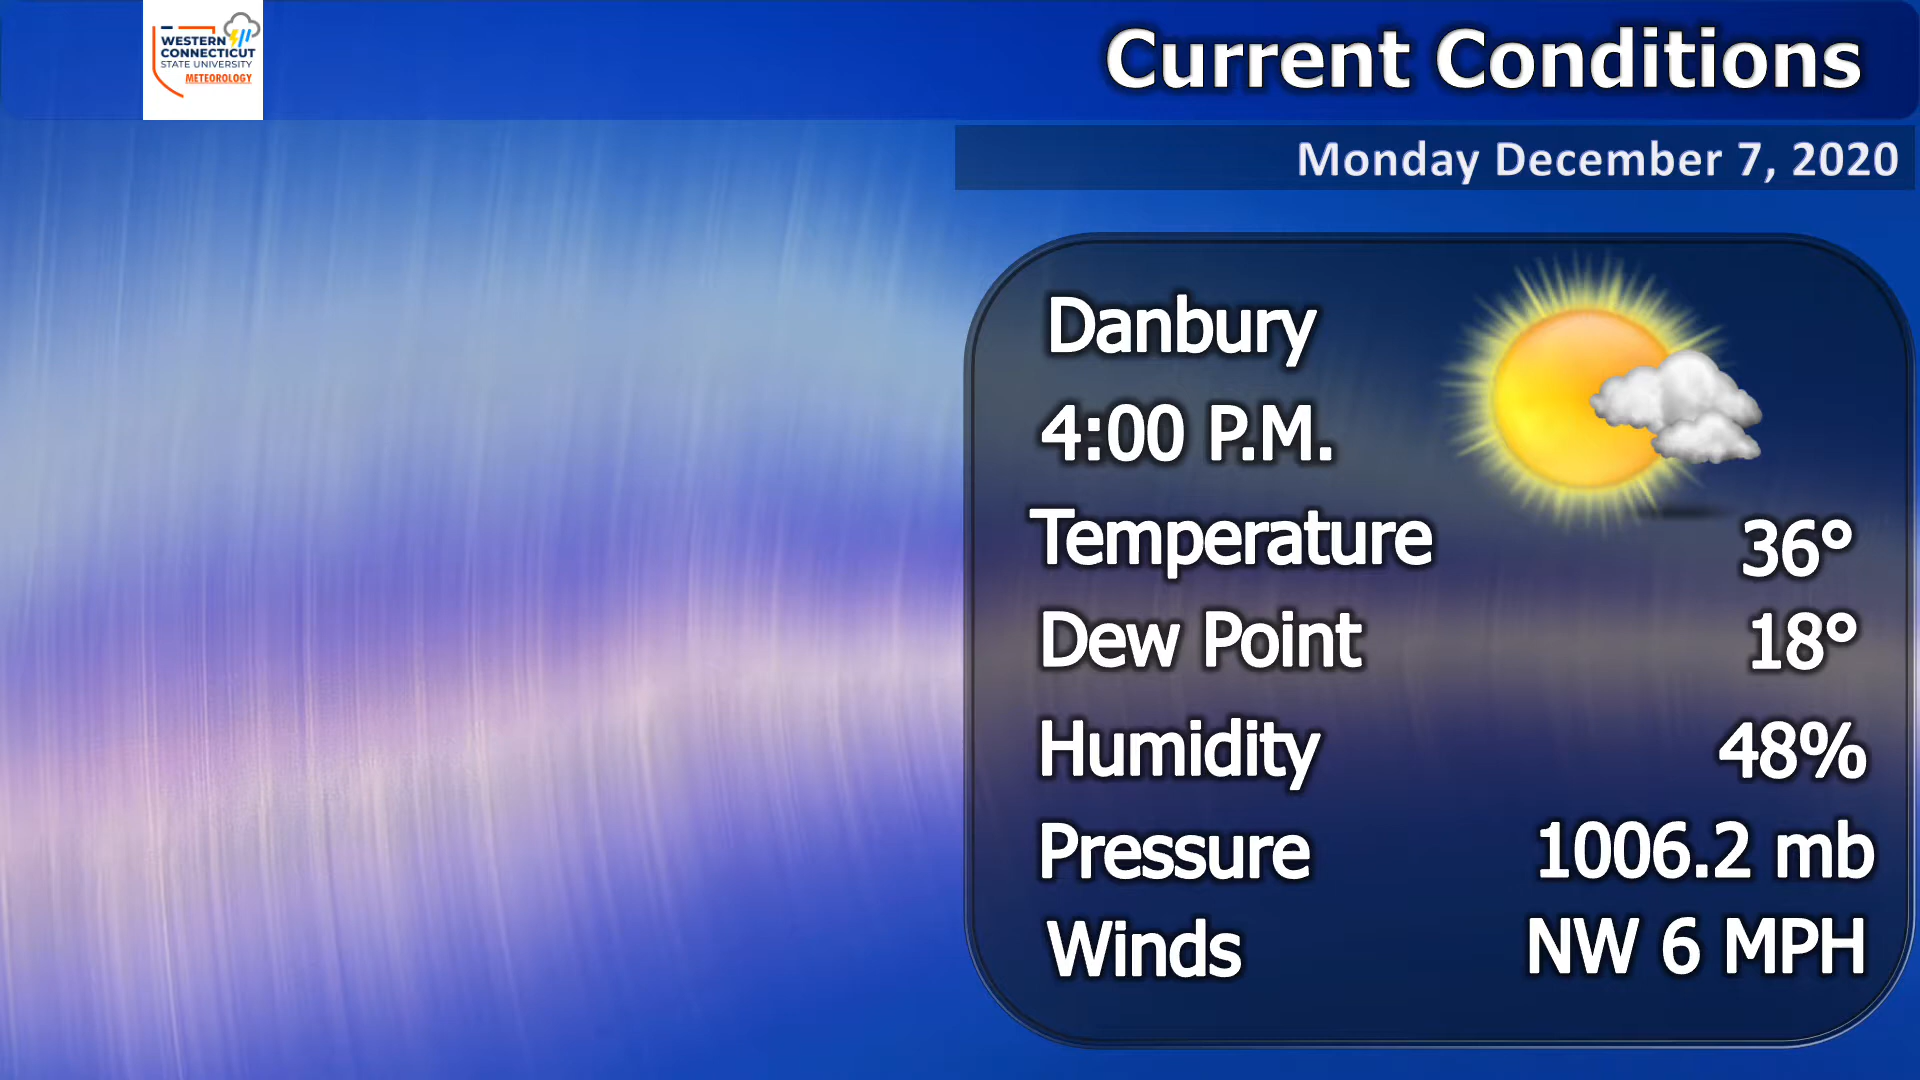 WESTERN
CONNECTICUT
STATE UNIVERSITY
METEOROLOGY
Current Conditions
Monday December 7, 2020
Danbury
4:00 P.M.
Temperature 36°
Dew Point 18°
Humidity 48%
Pressure 1006.2 mb
Winds NW 6 MPH